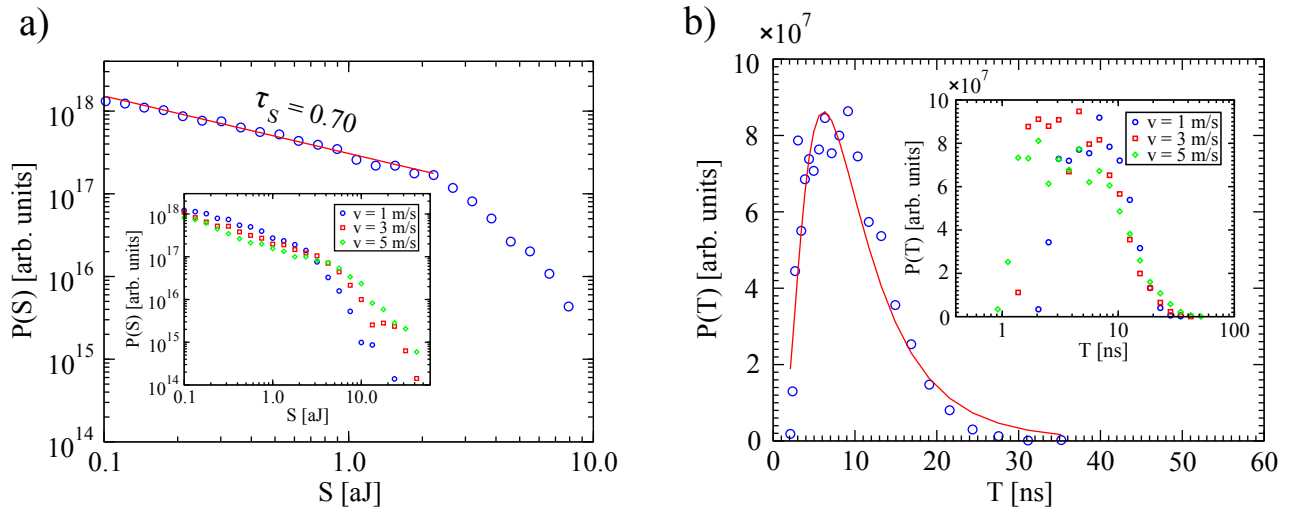 a)
P(S) [arb. units]
10^18
10^17
10^16
10^15
10^14
0.1
1.0
10.0
S [aJ]
τ_S = 0.70
P(S) [arb. units]
10^18
10^17
10^16
10^15
10^14
0.1
1.0
10.0
S [aJ]
v = 1 m/s
v = 3 m/s
v = 5 m/s
b)
×10^7
P(T) [arb. units]
10
8
6
4
2
0
0
10
20
30
40
50
60
T [ns]
×10^7
P(T) [arb. units]
10
8
6
4
2
0
1
10
100
T [ns]
v = 1 m/s
v = 3 m/s
v = 5 m/s